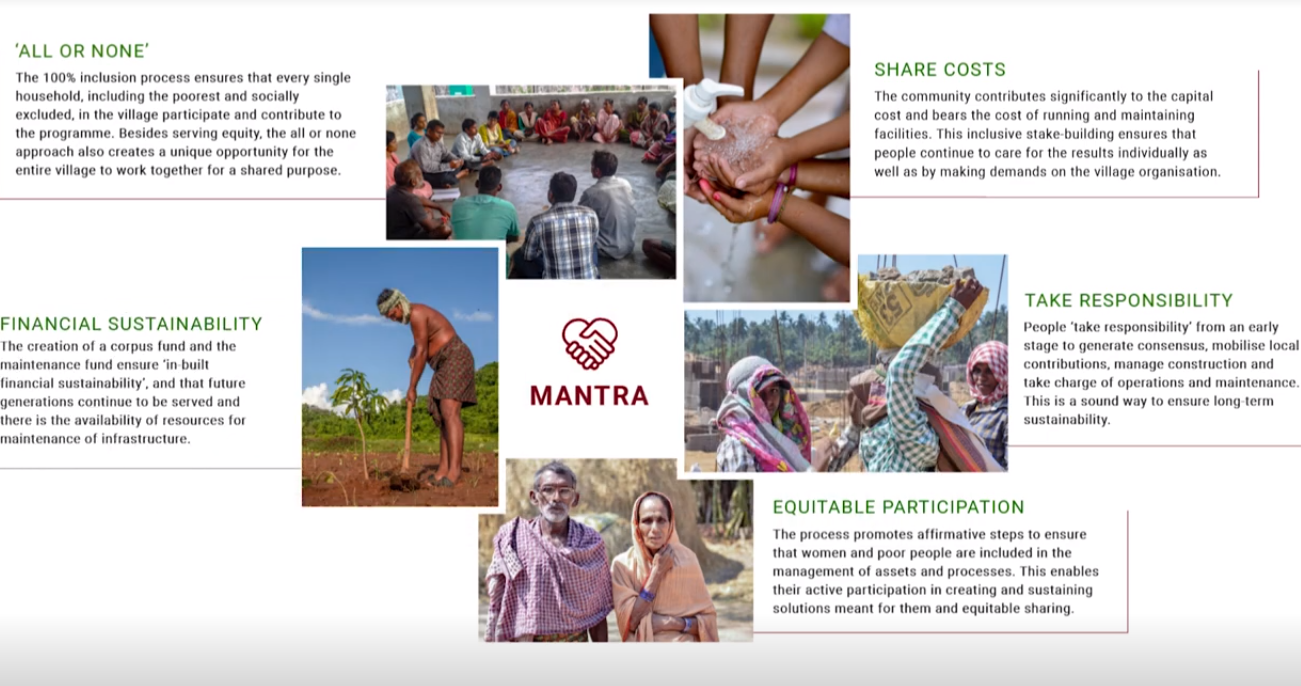 ‘ALL OR NONE’
The 100% inclusion process ensures that every single
household, including the poorest and socially
excluded, in the village participate and contribute to
the programme. Besides serving equity, the all or none
approach also creates a unique opportunity for the
entire village to work together for a shared purpose.
SHARE COSTS
The community contributes significantly to the capital
cost and bears the cost of running and maintaining
facilities. This inclusive stake-building ensures that
people continue to care for the results individually as
well as by making demands on the village organisation.
FINANCIAL SUSTAINABILITY
The creation of a corpus fund and the
maintenance fund ensure ‘in-built
financial sustainability’, and that future
generations continue to be served and
there is the availability of resources for
maintenance of infrastructure.
MANTRA
TAKE RESPONSIBILITY
People ‘take responsibility’ from an early
stage to generate consensus, mobilise local
contributions, manage construction and
take charge of operations and maintenance.
This is a sound way to ensure long-term
sustainability.
EQUITABLE PARTICIPATION
The process promotes affirmative steps to ensure
that women and poor people are included in the
management of assets and processes. This enables
their active participation in creating and sustaining
solutions meant for them and equitable sharing.